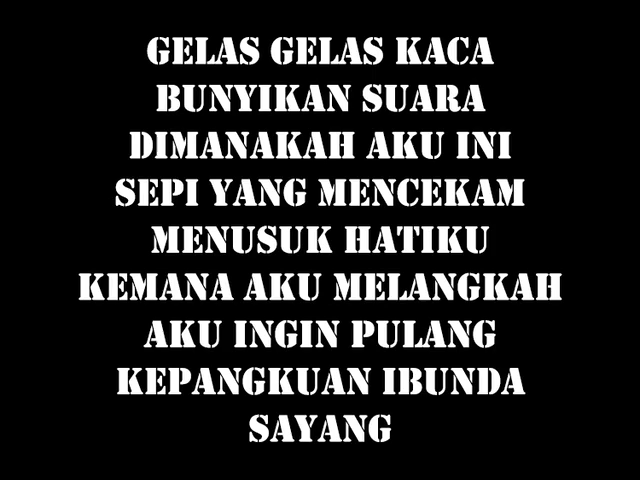 GELAS GELAS KACA
BUNYIKAN SUARA
DIMANAKAH AKU INI
SEPI YANG MENCEKAM
MENUSUK HATIKU
KEMANA AKU MELANGKAH
AKU INGIN PULANG
KEPANGKUAN IBUNDA
SAYANG